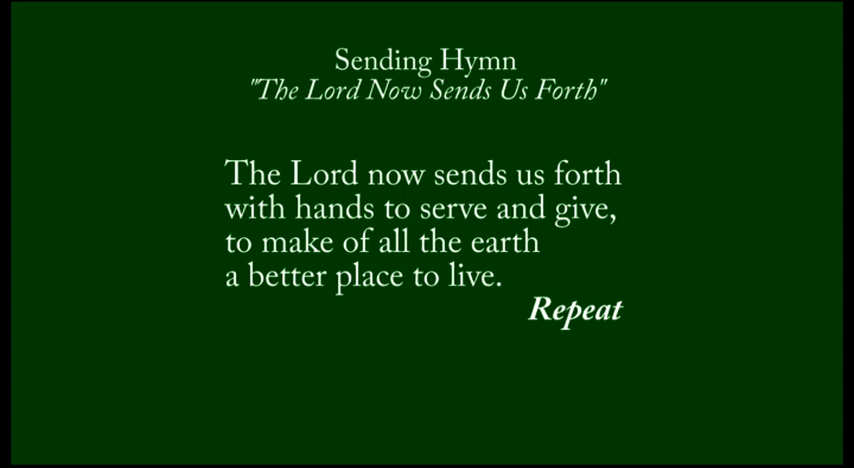 Sending Hymn
"The Lord Now Sends Us Forth"
The Lord now sends us forth
with hands to serve and give,
to make of all the earth
a better place to live.
Repeat